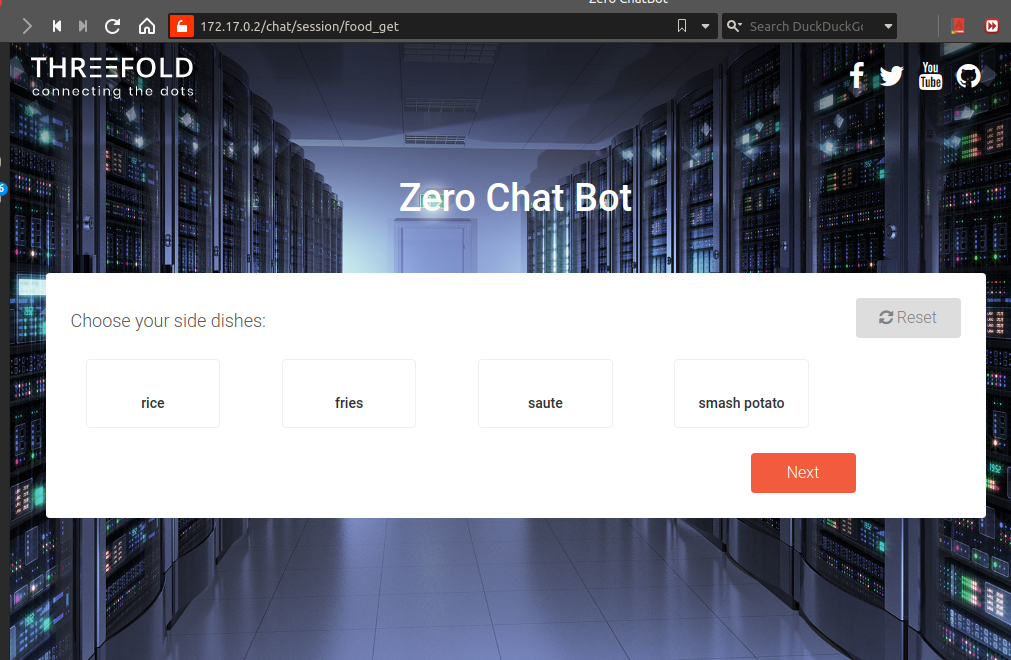 Zero ChatBot
172.17.0.2/chat/session/food_get
Search DuckDuckGo
THREEFOLD
connecting the dots
You
Tube
Zero Chat Bot
Choose your side dishes:
Reset
rice
fries
saute
smash potato
Next